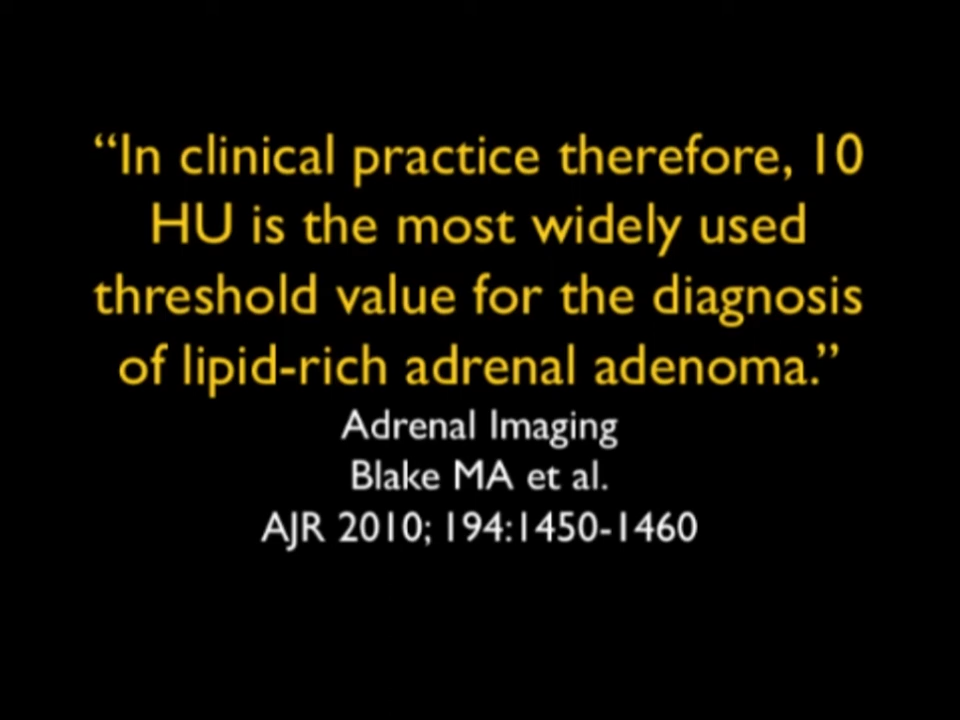 “In clinical practice therefore, 10
HU is the most widely used
threshold value for the diagnosis
of lipid-rich adrenal adenoma.”
Adrenal Imaging
Blake MA et al.
AJR 2010; 194:1450-1460